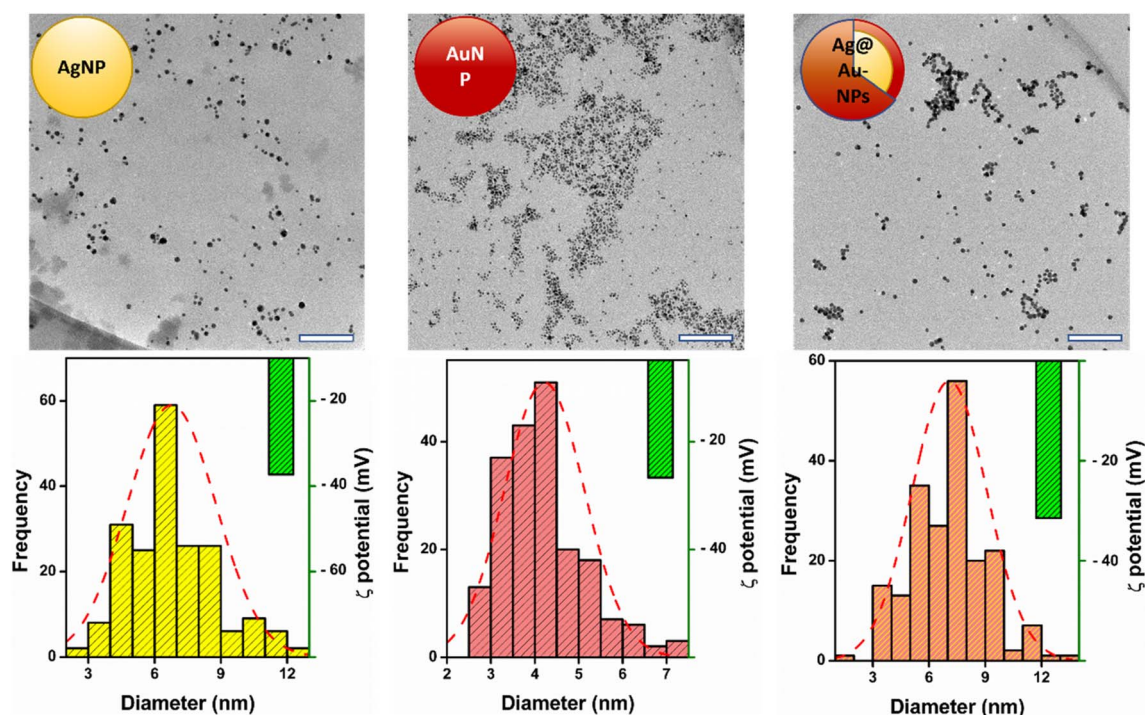 AgNP
AuN
P
Ag@
Au-
NPs
60
40
20
0
3
6
9
12
Frequency
Diameter (nm)
- 20
- 40
- 60
ζ potential (mV)
40
20
0
2
3
4
5
6
7
Frequency
Diameter (nm)
- 20
- 40
ζ potential (mV)
60
40
20
0
3
6
9
12
Frequency
Diameter (nm)
- 20
- 40
ζ potential (mV)